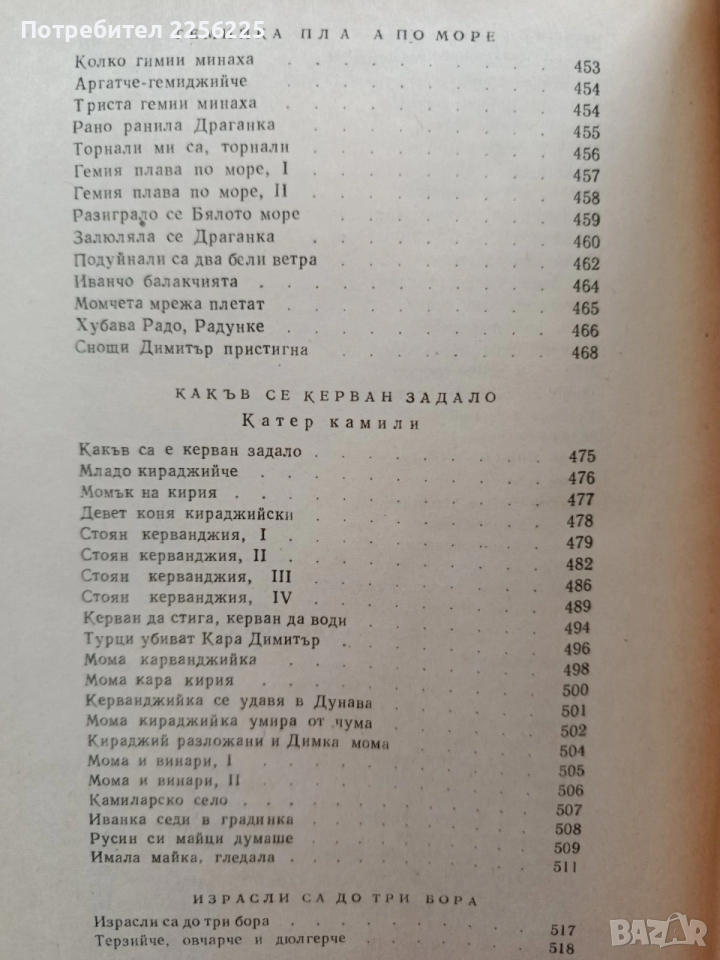 Потребител 2256225
ПЛА А ПО МОРЕ
Колко гимии минаха 453
Аргатче-гемиджийче 454
Триста гемии минаха 454
Рано ранила Драганка 455
Торнали ми са, торнали 456
Гемия плава по море, I 457
Гемия плава по море, II 458
Разиграло се Бялото море 459
Залюляла се Драганка 460
Подуйнали са два бели ветра 462
Иванчо балакчията 464
Момчета мрежа плетат 465
Хубава Радо, Радунке 466
Снощи Димитър пристигна 468
КАКЪВ СЕ КЕРВАН ЗАДАЛО
Катер камили
Какъв са е керван задало 475
Младо кираджийче 476
Момък на кирия 477
Девет коня кираджийски 478
Стоян керванджия, I 479
Стоян керванджия, II 482
Стоян керванджия, III 486
Стоян керванджия, IV 489
Керван да стига, керван да води 494
Турци убиват Кара Димитър 496
Мома карванджийка 498
Мома кара кирия 500
Керванджийка се удавя в Дунава 501
Мома кираджийка умира от чума 502
Кираджий разложани и Димка мома 504
Мома и винари, I 505
Мома и винари, II 506
Камиларско село 507
Иванка седи в градинка 508
Русин си майци думаше 509
Имала майка, гледала 511
ИЗРАСЛИ СА ДО ТРИ БОРА
Израсли са до три бора 517
Терзийче, овчарче и дюлгерче 518
BAZAR